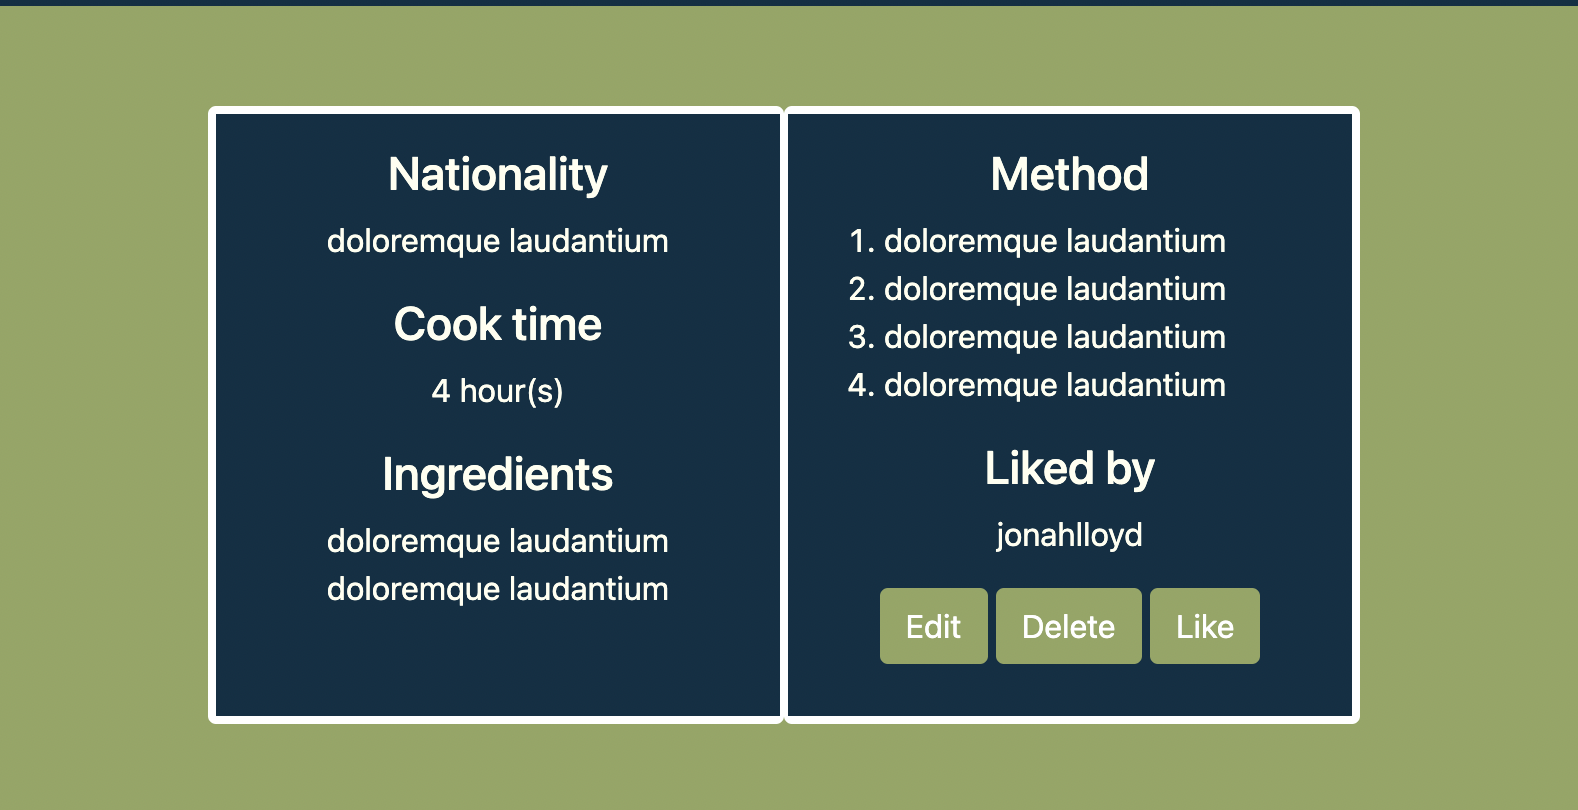 Nationality
doloremque laudantium
Cook time
4 hour(s)
Ingredients
doloremque laudantium
doloremque laudantium
Method
1. doloremque laudantium
2. doloremque laudantium
3. doloremque laudantium
4. doloremque laudantium
Liked by
jonahlloyd
Edit
Delete
Like